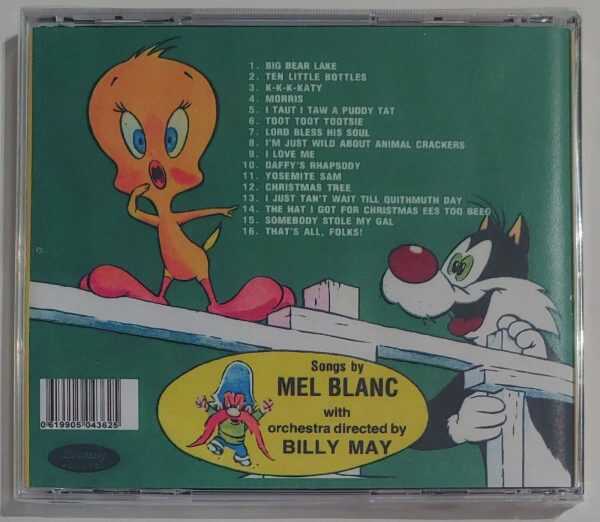 1. BIG BEAR LAKE
2. TEN LITTLE BOTTLES
3. K-K-K-KATY
4. MORRIS
5. I TAUT I TAW A PUDDY TAT
6. TOOT TOOT TOOTSIE
7. LORD BLESS HIS SOUL
8. I'M JUST WILD ABOUT ANIMAL CRACKERS
9. I LOVE ME
10. DAFFY'S RHAPSODY
11. YOSEMITE SAM
12. CHRISTMAS TREE
13. I JUST TAN'T WAIT TILL QUITHMUTH DAY
14. THE HAT I GOT FOR CHRISTMAS EES TOO BEEG
15. SOMEBODY STOLE MY GAL
16. THAT'S ALL, FOLKS!
Songs by
MEL BLANC
with
orchestra directed by
BILLY MAY
0 619905 043625